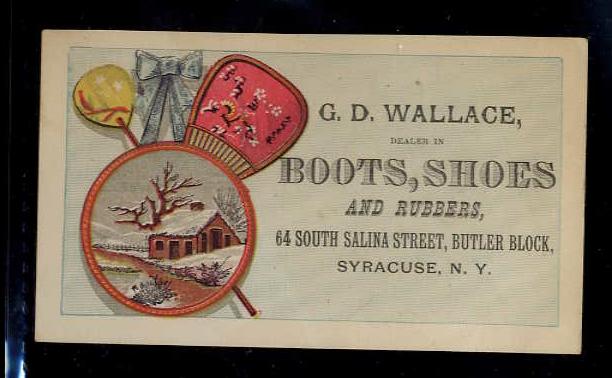 G. D. WALLACE,
DEALER IN
BOOTS, SHOES
AND RUBBERS,
64 SOUTH SALINA STREET, BUTLER BLOCK,
SYRACUSE, N. Y.